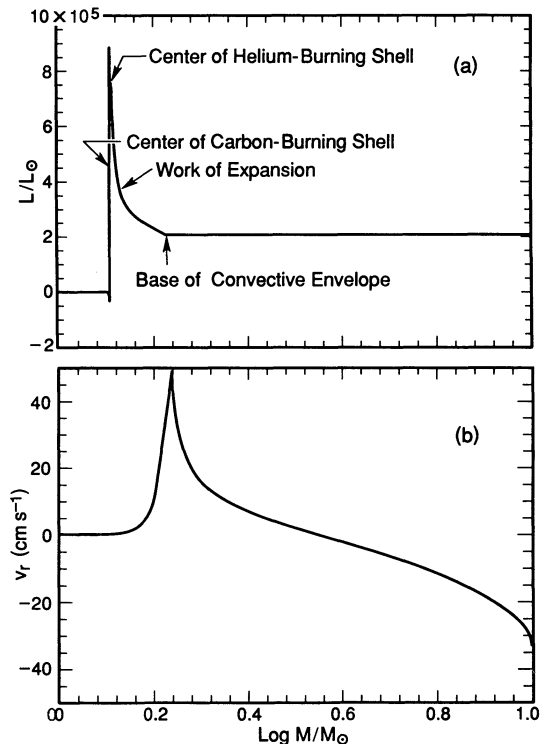 10 × 10⁵
8
6
4
2
0
−2
L/L☉
(a)
Center of Helium-Burning Shell
Center of Carbon-Burning Shell
Work of Expansion
Base of Convective Envelope
40
20
0
−20
−40
vᵣ (cm s⁻¹)
(b)
00 0.2 0.4 0.6 0.8 1.0
Log M/M☉